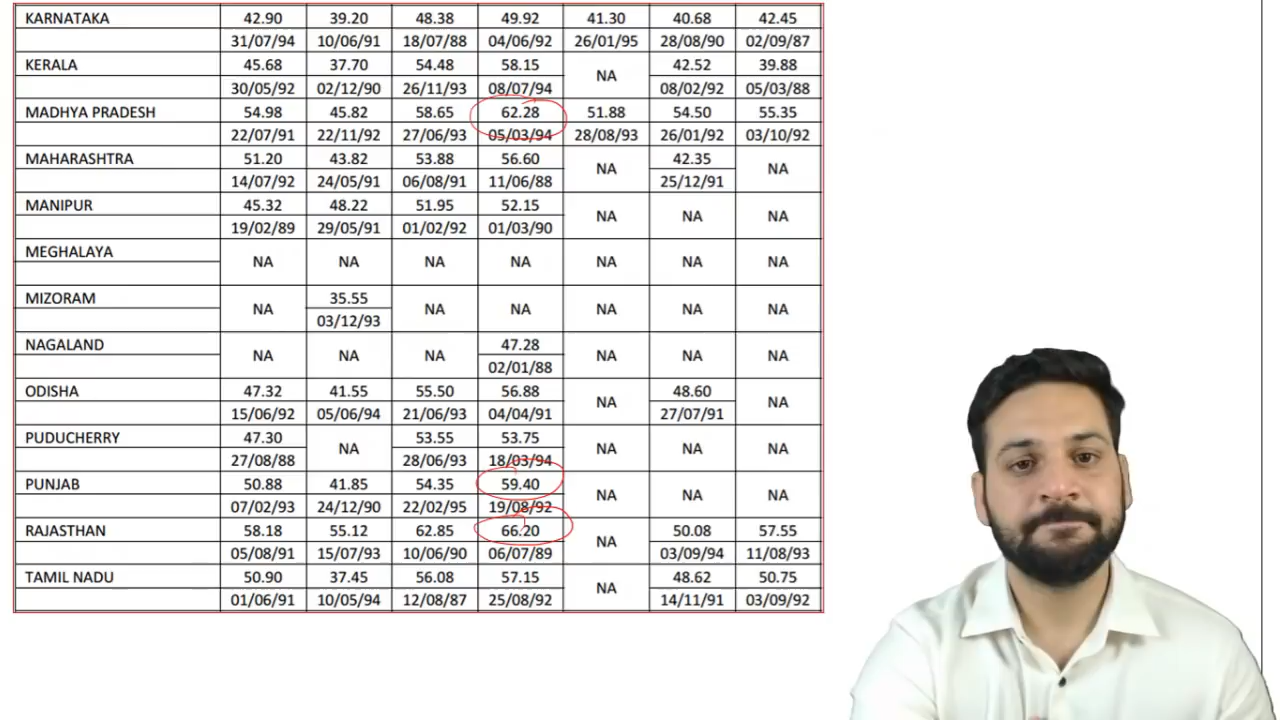 KARNATAKA 42.90 39.20 48.38 49.92 41.30 40.68 42.45
31/07/94 10/06/91 18/07/88 04/06/92 26/01/95 28/08/90 02/09/87
KERALA 45.68 37.70 54.48 58.15 NA 42.52 39.88
30/05/92 02/12/90 26/11/93 08/07/94 08/02/92 05/03/88
MADHYA PRADESH 54.98 45.82 58.65 62.28 51.88 54.50 55.35
22/07/91 22/11/92 27/06/93 05/03/94 28/08/93 26/01/92 03/10/92
MAHARASHTRA 51.20 43.82 53.88 56.60 NA 42.35 NA
14/07/92 24/05/91 06/08/91 11/06/88 25/12/91
MANIPUR 45.32 48.22 51.95 52.15 NA NA NA
19/02/89 29/05/91 01/02/92 01/03/90
MEGHALAYA NA NA NA NA NA NA NA
MIZORAM NA 35.55 NA NA NA NA NA
03/12/93
NAGALAND NA NA NA 47.28 NA NA NA
02/01/88
ODISHA 47.32 41.55 55.50 56.88 NA 48.60 NA
15/06/92 05/06/94 21/06/93 04/04/91 27/07/91
PUDUCHERRY 47.30 NA 53.55 53.75 NA NA NA
27/08/88 28/06/93 18/03/94
PUNJAB 50.88 41.85 54.35 59.40 NA NA NA
07/02/93 24/12/90 22/02/95 19/08/92
RAJASTHAN 58.18 55.12 62.85 66.20 NA 50.08 57.55
05/08/91 15/07/93 10/06/90 06/07/89 03/09/94 11/08/93
TAMIL NADU 50.90 37.45 56.08 57.15 NA 48.62 50.75
01/06/91 10/05/94 12/08/87 25/08/92 14/11/91 03/09/92